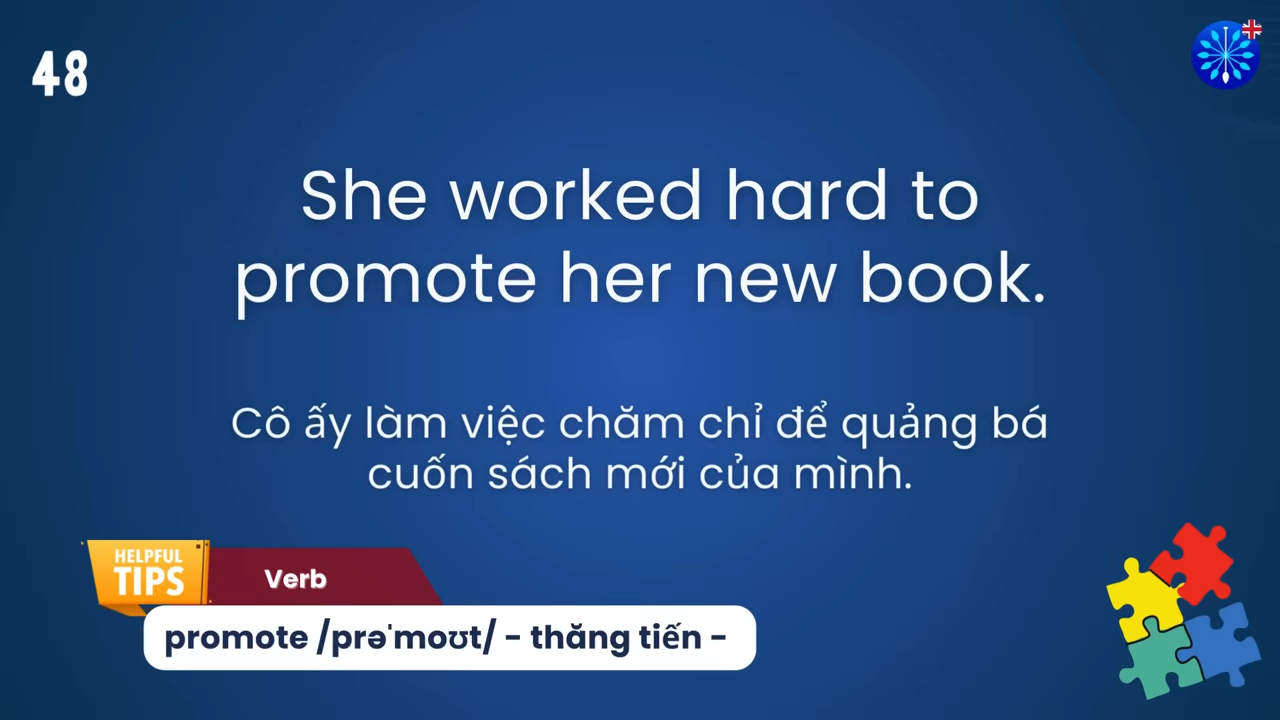 48
She worked hard to
promote her new book.
Cô ấy làm việc chăm chỉ để quảng bá
cuốn sách mới của mình.
HELPFUL
TIPS
Verb
promote /prəˈmoʊt/ - thăng tiến -